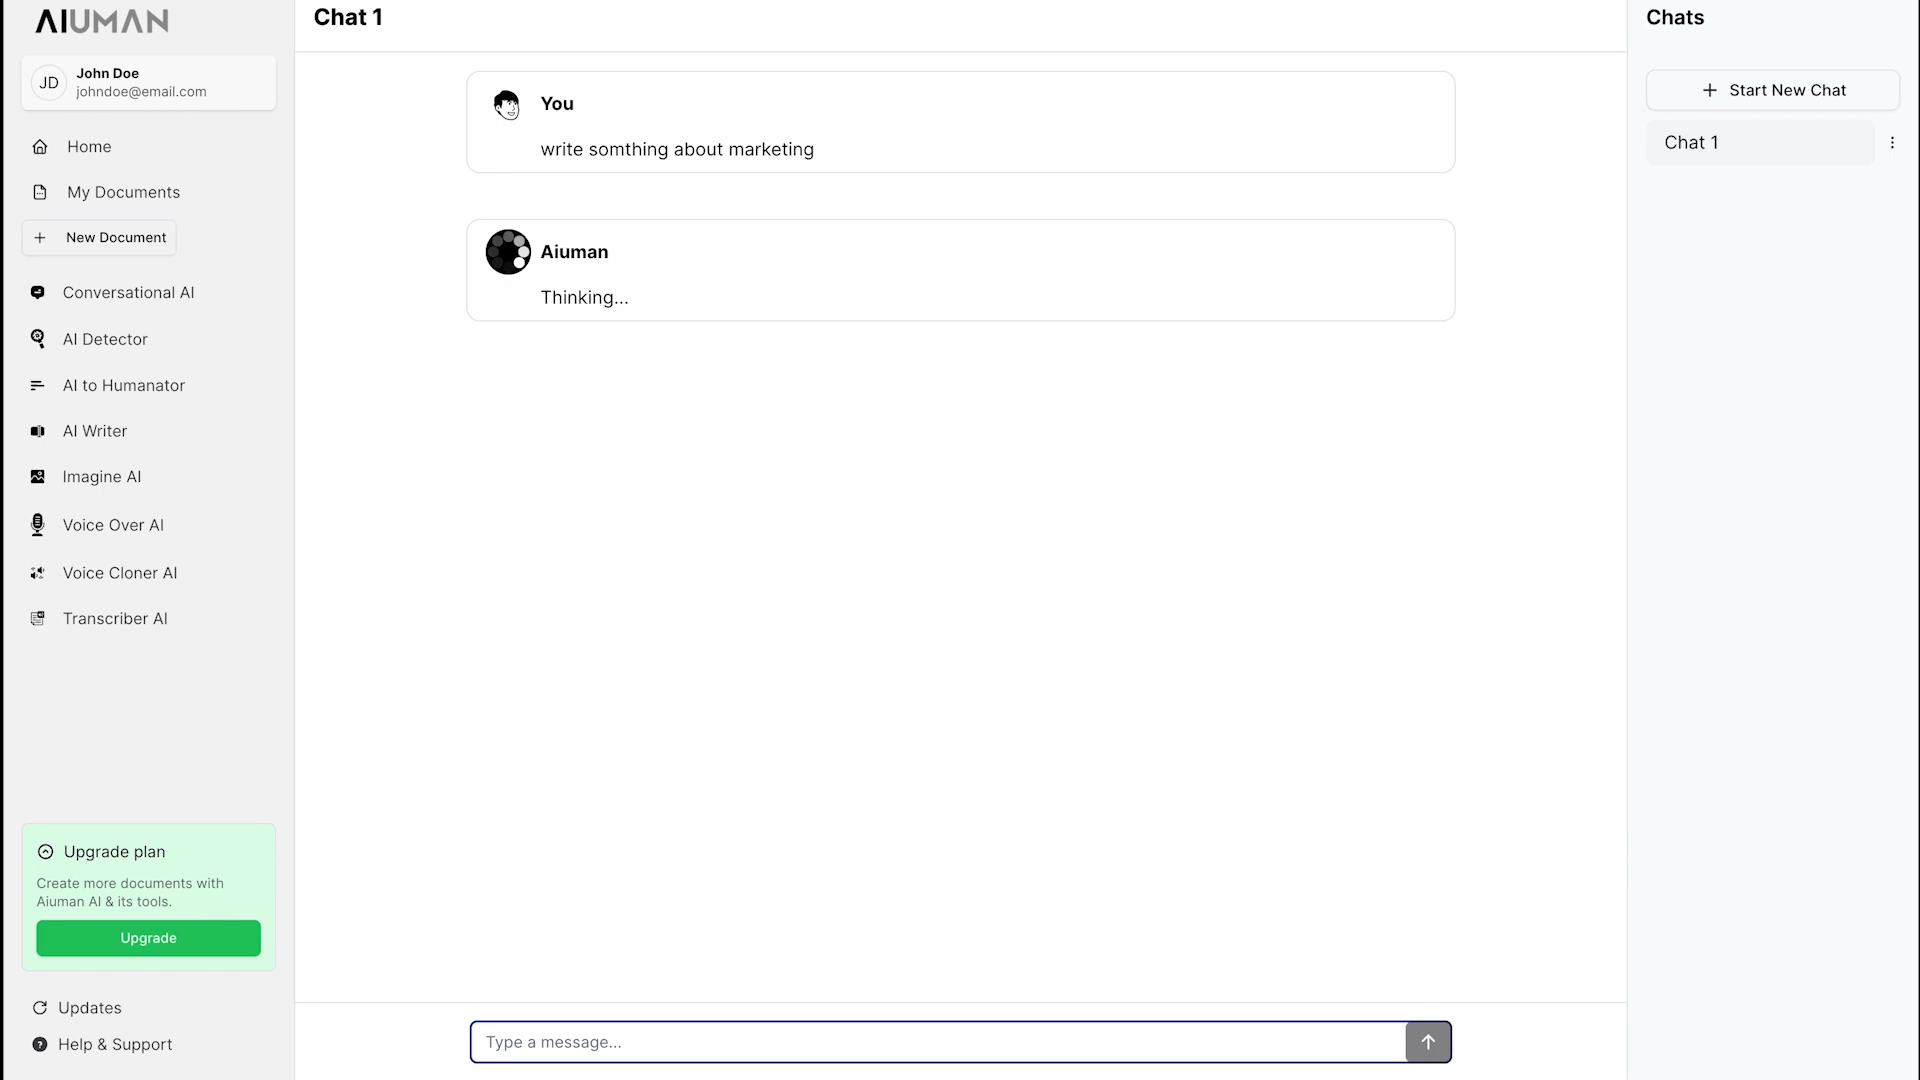 AIUMAN
JD
John Doe
johndoe@email.com
Home
My Documents
New Document
Conversational AI
AI Detector
AI to Humanator
AI Writer
Imagine AI
Voice Over AI
Voice Cloner AI
Transcriber AI
Upgrade plan
Create more documents with
Aiuman AI & its tools.
Upgrade
Updates
Help & Support
Chat 1
You
write somthing about marketing
Aiuman
Thinking...
Type a message...
Chats
Start New Chat
Chat 1